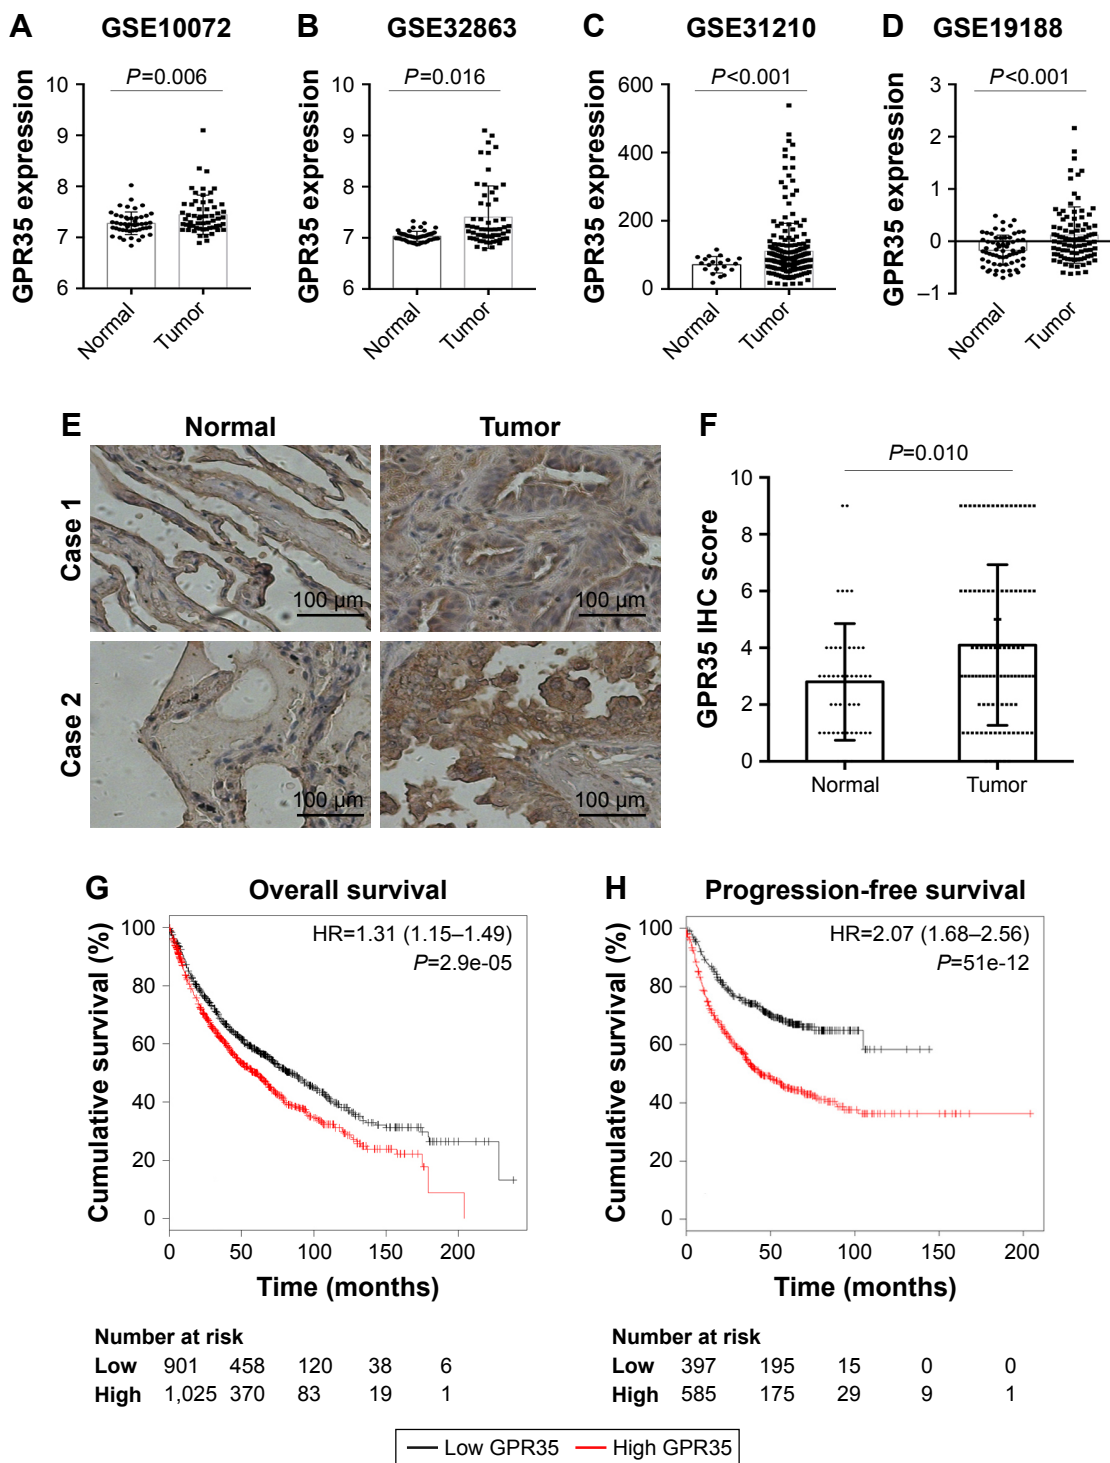 A GSE10072 B GSE32863 C GSE31210 D GSE19188
P=0.006
GPR35 expression
10
9
8
7
6
Normal Tumor
P=0.016
GPR35 expression
10
9
8
7
6
Normal Tumor
P<0.001
GPR35 expression
600
400
200
0
Normal Tumor
P<0.001
GPR35 expression
3
2
1
0
–1
Normal Tumor
E Normal Tumor
Case 1
100 µm 100 µm
Case 2
100 µm 100 µm
F
P=0.010
GPR35 IHC score
10
8
6
4
2
0
Normal Tumor
G Overall survival
HR=1.31 (1.15–1.49)
P=2.9e-05
Cumulative survival (%)
100
80
60
40
20
0
0 50 100 150 200
Time (months)
Number at risk
Low 901 458 120 38 6
High 1,025 370 83 19 1
H Progression-free survival
HR=2.07 (1.68–2.56)
P=51e-12
Cumulative survival (%)
100
80
60
40
20
0
0 50 100 150 200
Time (months)
Number at risk
Low 397 195 15 0 0
High 585 175 29 9 1
Low GPR35 High GPR35